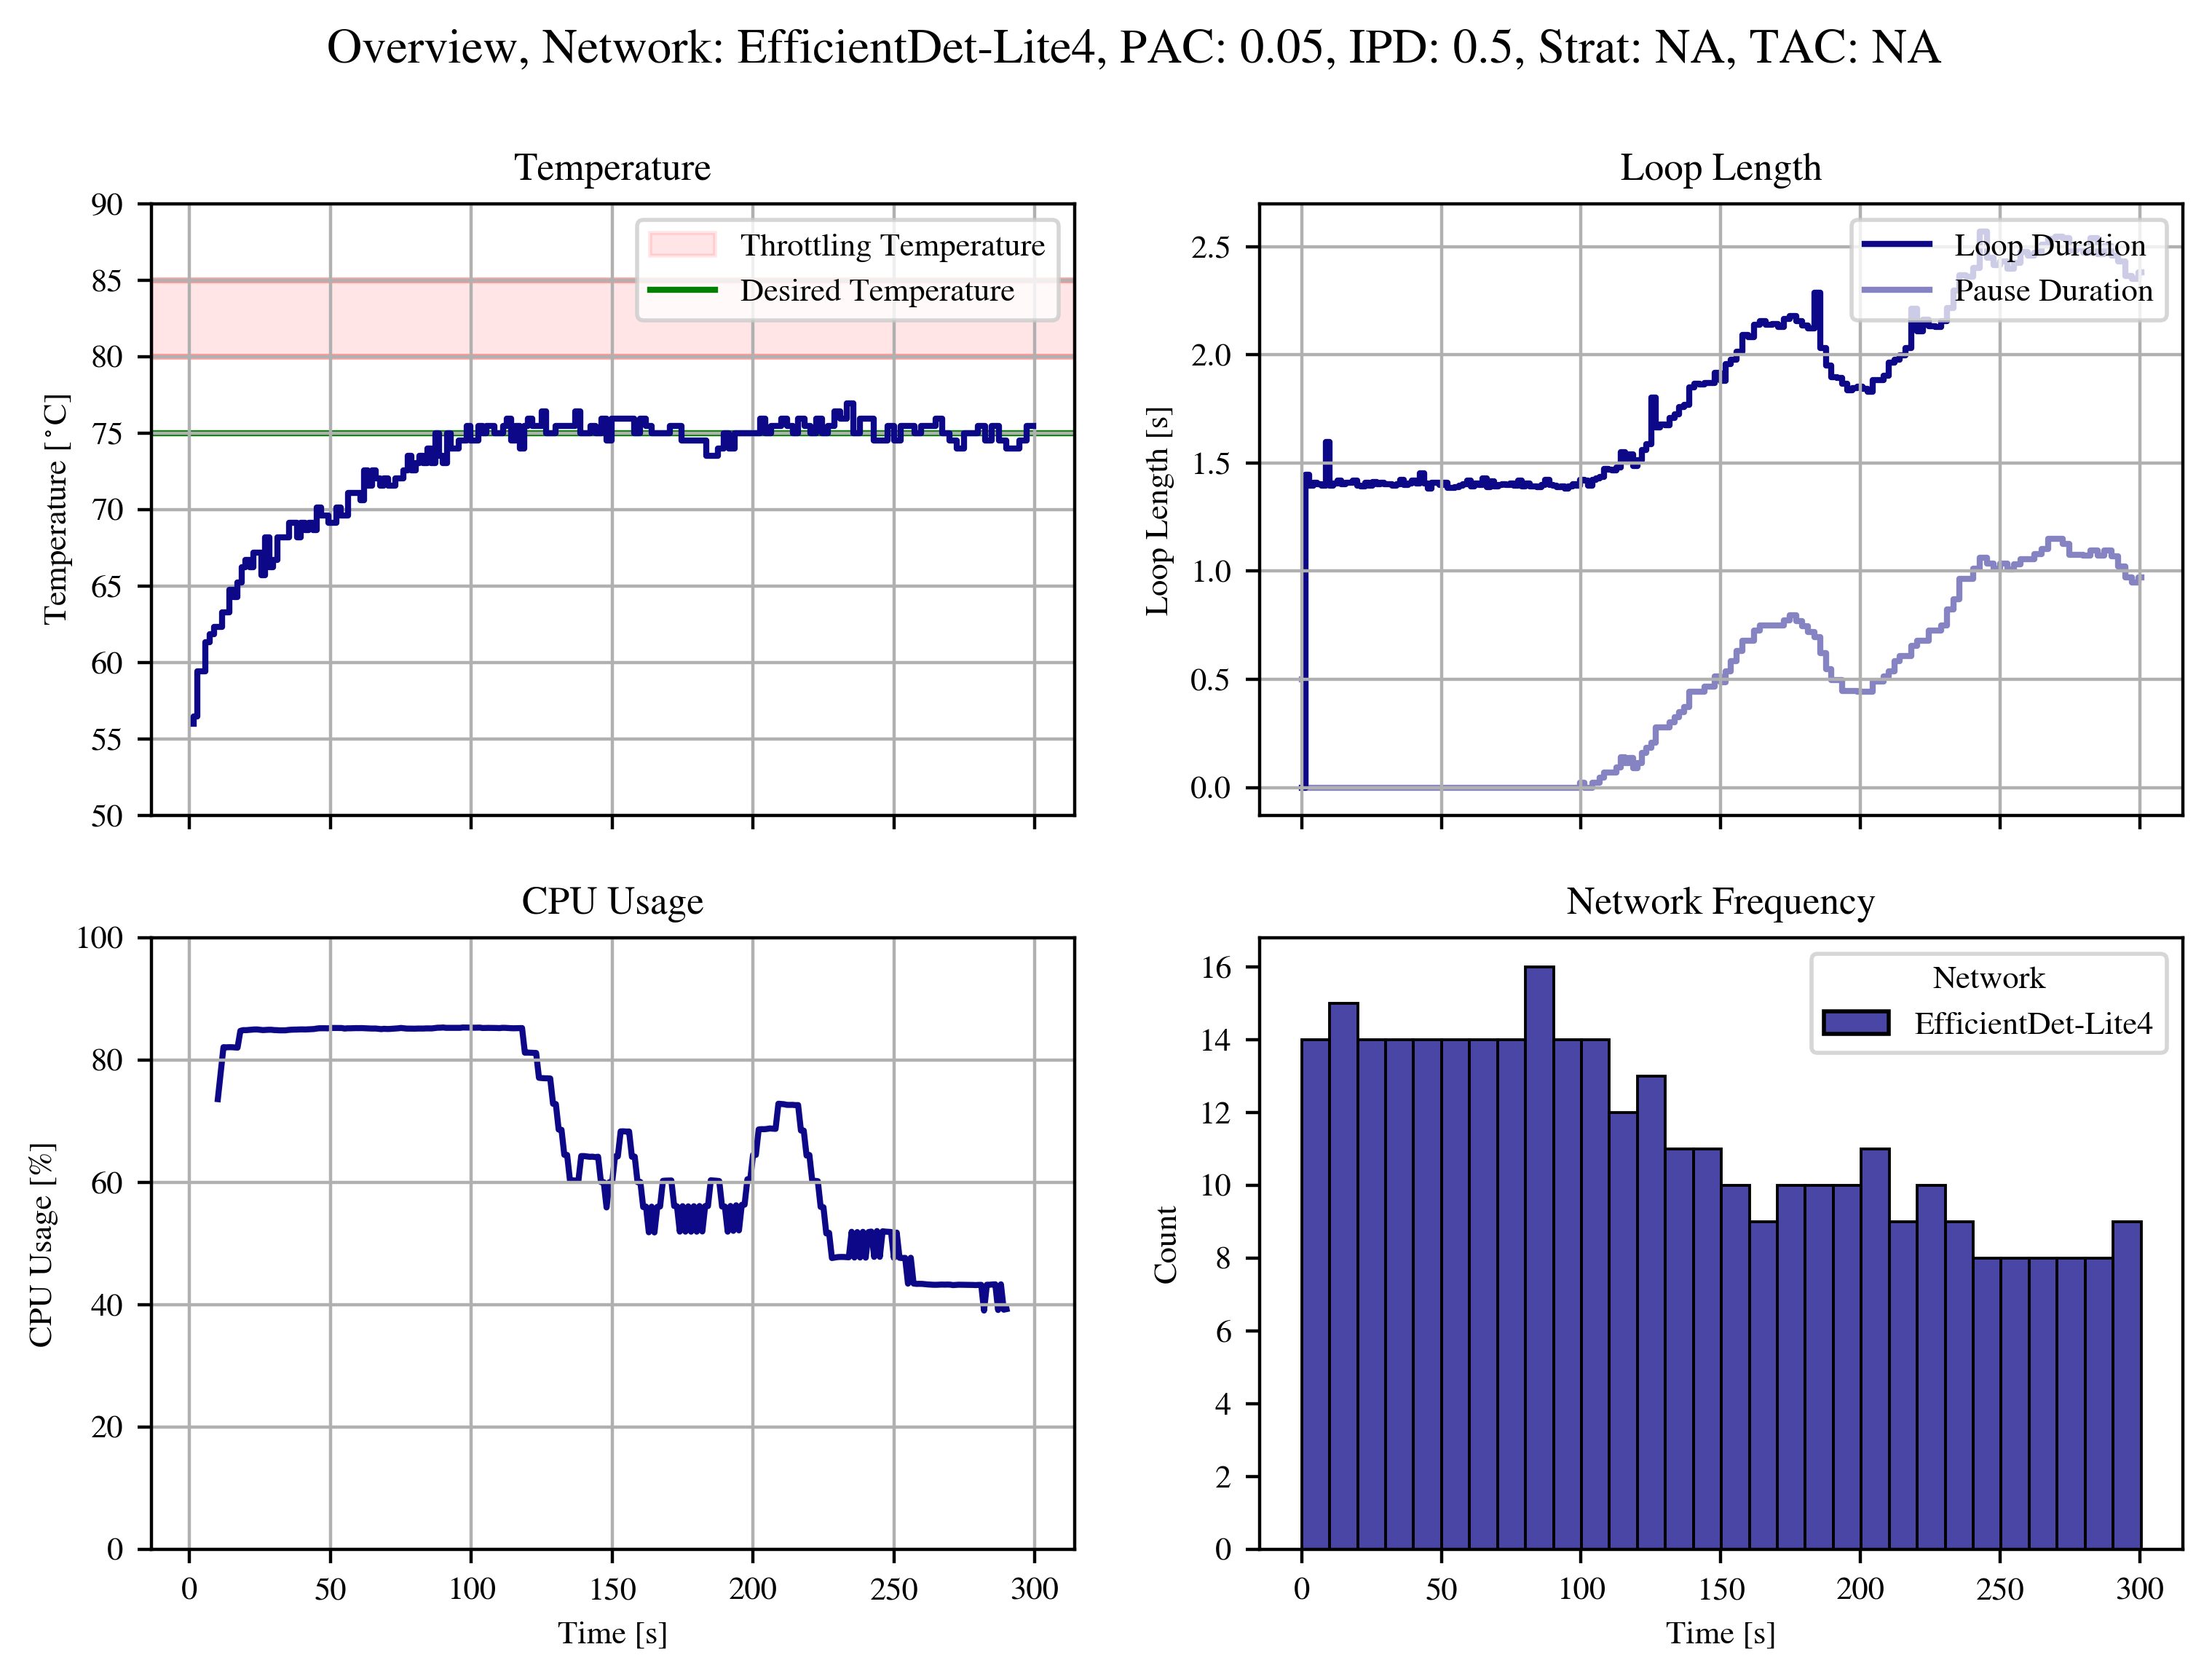 Overview, Network: EfficientDet-Lite4, PAC: 0.05, IPD: 0.5, Strat: NA, TAC: NA
Temperature
90
85
80
75
70
65
60
55
50
Temperature [°C]
Throttling Temperature
Desired Temperature
Loop Length
2.5
2.0
1.5
1.0
0.5
0.0
Loop Length [s]
Loop Duration
Pause Duration
CPU Usage
100
80
60
40
20
0
CPU Usage [%]
0 50 100 150 200 250 300
Time [s]
Network Frequency
16
14
12
10
8
6
4
2
0
Count
Network
EfficientDet-Lite4
0 50 100 150 200 250 300
Time [s]